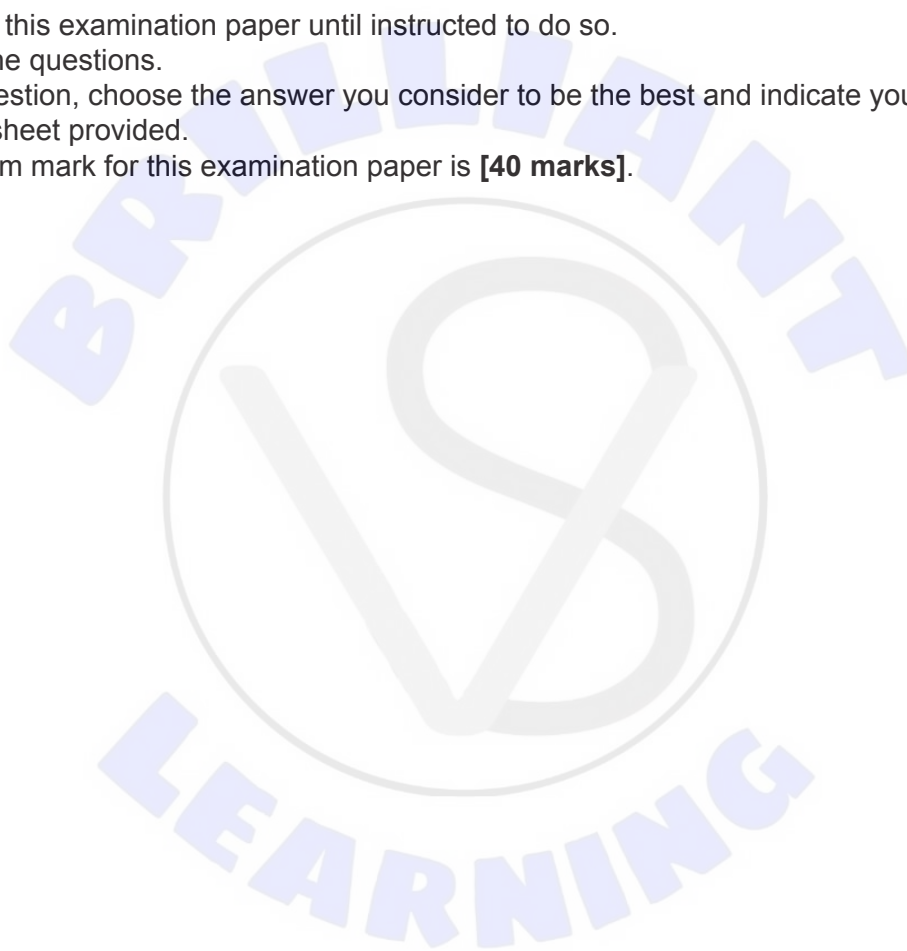 this examination paper until instructed to do so.
ne questions.
estion, choose the answer you consider to be the best and indicate you
sheet provided.
m mark for this examination paper is [40 marks].
BRILLIANT
VS
LEARNING